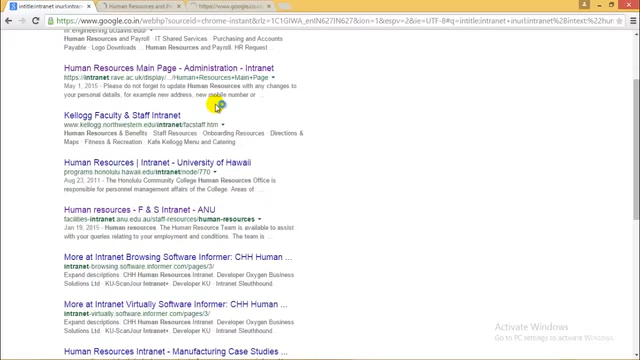 intitle:intranet inurl:intran
Human Resources and th
https://www.google.co.in/
https://www.google.co.in/webhp?sourceid=chrome-instant&rlz=1C1GIWA_enIN627IN627&ion=1&espv=2&ie=UTF-8#q=intitle:intranet+inurl:intranet+intext:%22hum
Human Resources and Payroll · IT Shared Services · Purchasing and Accounts
Payable · Logo Downloads ... Human Resources and Payroll. HR Request
Human Resources Main Page - Administration - Intranet
https://intranet.rave.ac.uk/display/.../Human+Resources+Main+Page
May 1, 2015 - Please do not forget to update Human Resources with any changes to
your personal details, for example new address, new mobile number or ...
Kellogg Faculty & Staff Intranet
www.kellogg.northwestern.edu/intranet/facstaff.htm
Human Resources & Benefits · Staff Resources · Onboarding Resources · Directions &
Maps · Fitness & Recreation · Kafe Kellogg Menu and Catering ...
Human Resources | Intranet - University of Hawaii
programs.honolulu.hawaii.edu/intranet/node/770
Aug 23, 2011 - The Honolulu Community College Human Resources Office is
responsible for personnel management affairs of the College. Areas of ...
Human resources - F & S Intranet - ANU
facilities-intranet.anu.edu.au/staff-resources/human-resources
Jan 19, 2015 - resources. The Human Resource Team is available to assist
with your queries relating to your employment and conditions. The team is ...
More at Intranet Browsing Software Informer: CHH Human ...
intranet-browsing.software.informer.com/pages/3/
Expand descriptions. CHH Human Resources Intranet · Developer Oxygen Business
Solutions Ltd · KU-ScanJour Intranet+ · Developer KU · Intranet Sleuthhound
More at Intranet Virtually Software Informer: CHH Human ...
intranet-virtually.software.informer.com/pages/3/
Expand descriptions. CHH Human Resources Intranet · Developer Oxygen Business
Solutions Ltd · KU-ScanJour Intranet+ · Developer KU · Intranet Sleuthhound
Human Resources Intranet - Manufacturing Case Studies ...
Activate Windows
Go to PC settings to activate Windows.